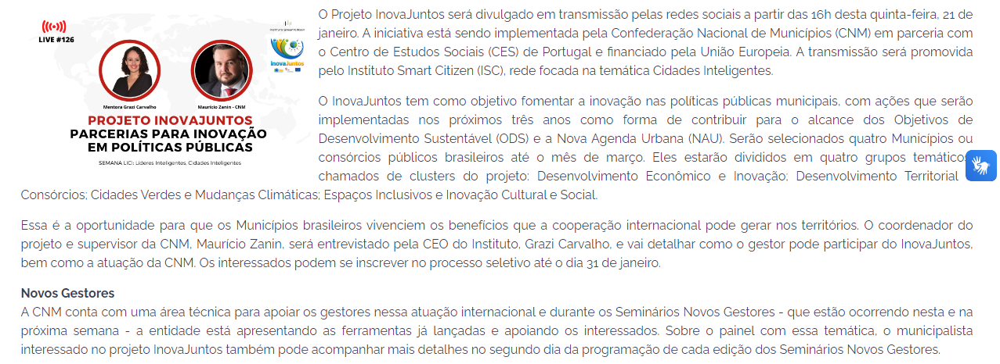 LIVE #126
INSTITUTO SMART CITIZEN
inovaJuntos
Mentora Grazi Carvalho
Maurício Zanin - CNM
PROJETO INOVAJUNTOS
PARCERIAS PARA INOVAÇÃO
EM POLÍTICAS PÚBLICAS
SEMANA LICI: Líderes Inteligentes, Cidades Inteligentes
O Projeto InovaJuntos será divulgado em transmissão pelas redes sociais a partir das 16h desta quinta-feira, 21 de
janeiro. A iniciativa está sendo implementada pela Confederação Nacional de Municípios (CNM) em parceria com
o Centro de Estudos Sociais (CES) de Portugal e financiado pela União Europeia. A transmissão será promovida
pelo Instituto Smart Citizen (ISC), rede focada na temática Cidades Inteligentes.
O InovaJuntos tem como objetivo fomentar a inovação nas políticas públicas municipais, com ações que serão
implementadas nos próximos três anos como forma de contribuir para o alcance dos Objetivos de
Desenvolvimento Sustentável (ODS) e a Nova Agenda Urbana (NAU). Serão selecionados quatro Municípios ou
consórcios públicos brasileiros até o mês de março. Eles estarão divididos em quatro grupos temáticos,
chamados de clusters do projeto: Desenvolvimento Econômico e Inovação; Desenvolvimento Territorial
Consórcios; Cidades Verdes e Mudanças Climáticas; Espaços Inclusivos e Inovação Cultural e Social.
Essa é a oportunidade para que os Municípios brasileiros vivenciem os benefícios que a cooperação internacional pode gerar nos territórios. O coordenador do
projeto e supervisor da CNM, Maurício Zanin, será entrevistado pela CEO do Instituto, Grazi Carvalho, e vai detalhar como o gestor pode participar do InovaJuntos,
bem como a atuação da CNM. Os interessados podem se inscrever no processo seletivo até o dia 31 de janeiro.
Novos Gestores
A CNM conta com uma área técnica para apoiar os gestores nessa atuação internacional e durante os Seminários Novos Gestores - que estão ocorrendo nesta e na
próxima semana - a entidade está apresentando as ferramentas já lançadas e apoiando os interessados. Sobre o painel com essa temática, o municipalista
interessado no projeto InovaJuntos também pode acompanhar mais detalhes no segundo dia da programação de cada edição dos Seminários Novos Gestores.